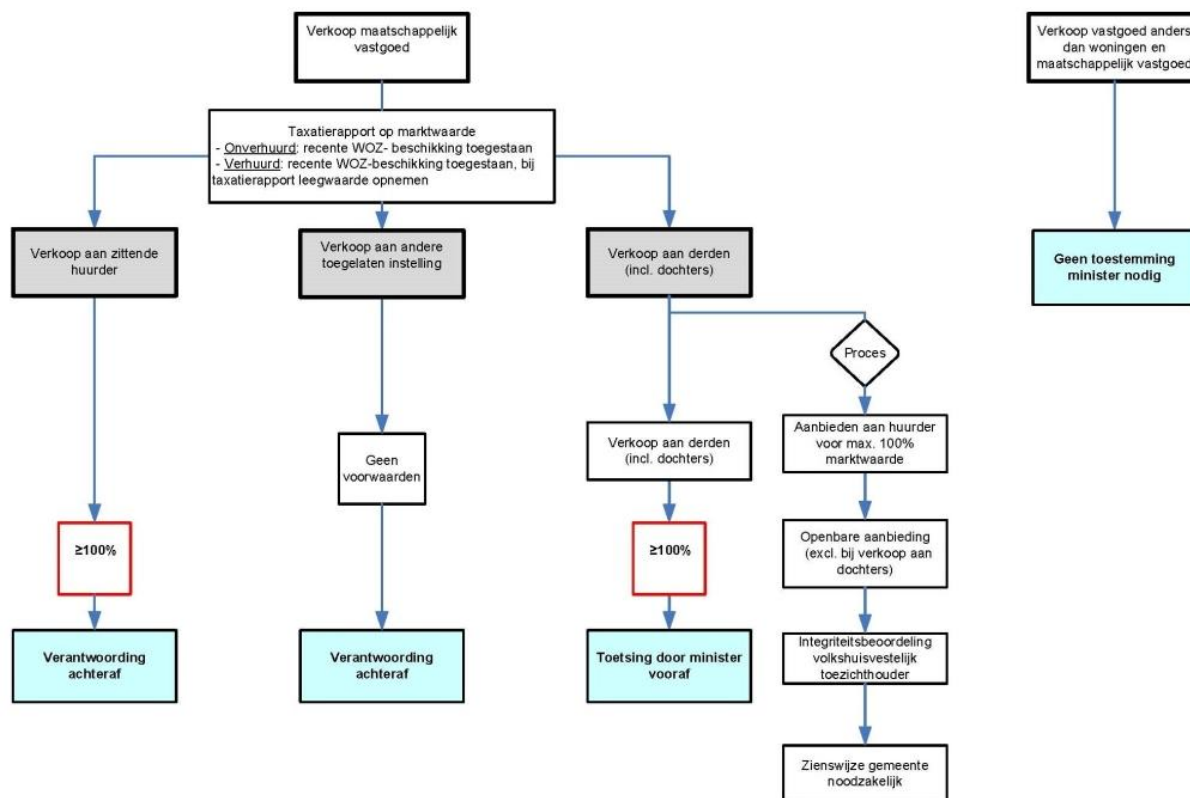 Verkoop maatschappelijk
vastgoed
Verkoop vastgoed anders
dan woningen en
maatschappelijk vastgoed
Taxatierapport op marktwaarde
- Onverhuurd: recente WOZ- beschikking toegestaan
- Verhuurd: recente WOZ-beschikking toegestaan, bij
taxatierapport leegwaarde opnemen
Verkoop aan zittende
huurder
Verkoop aan andere
toegelaten instelling
Verkoop aan derden
(incl. dochters)
Geen toestemming
minister nodig
Proces
Geen
voorwaarden
Verkoop aan derden
(incl. dochters)
Aanbieden aan huurder
voor max. 100%
marktwaarde
≥100%
≥100%
Openbare aanbieding
(excl. bij verkoop aan
dochters)
Verantwoording
achteraf
Verantwoording
achteraf
Toetsing door minister
vooraf
Integriteitsbeoordeling
volkshuisvestelijk
toezichthouder
Zienswijze gemeente
noodzakelijk